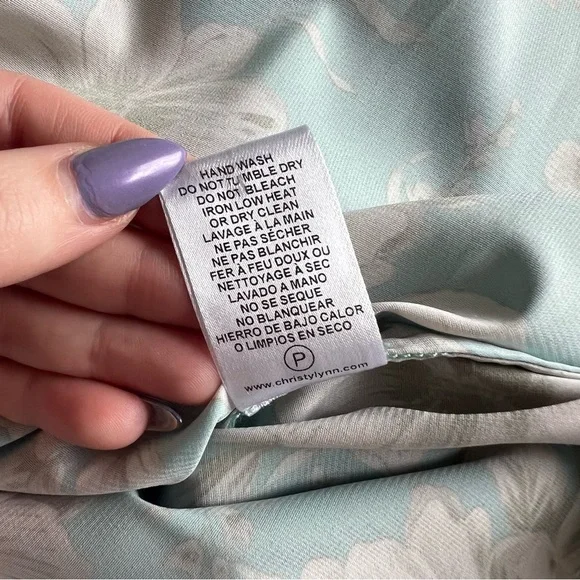 HAND WASH
DO NOT TUMBLE DRY
DO NOT BLEACH
IRON LOW HEAT
OR DRY CLEAN
LAVAGE À LA MAIN
NE PAS SÉCHER
NE PAS BLANCHIR
FER À FEU DOUX OU
NETTOYAGE À SEC
LAVADO A MANO
NO SE SEQUE
NO BLANQUEAR
HIERRO DE BAJO CALOR
O LIMPIOS EN SECO
P
www.christylynn.com